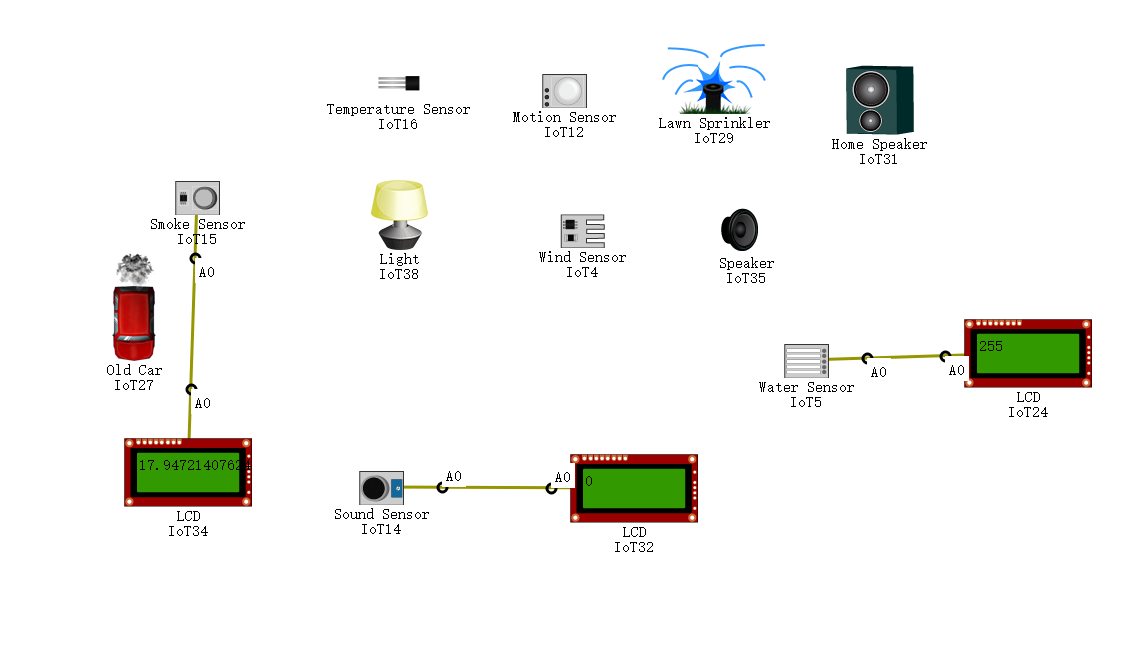 Temperature Sensor
IoT16
Motion Sensor
IoT12
Lawn Sprinkler
IoT29
Home Speaker
IoT31
Smoke Sensor
IoT15
A0
Light
IoT38
Wind Sensor
IoT4
Speaker
IoT35
Old Car
IoT27
A0
17.94721407624
LCD
IoT34
Water Sensor
IoT5
A0
A0
255
LCD
IoT24
Sound Sensor
IoT14
A0
A0
0
LCD
IoT32